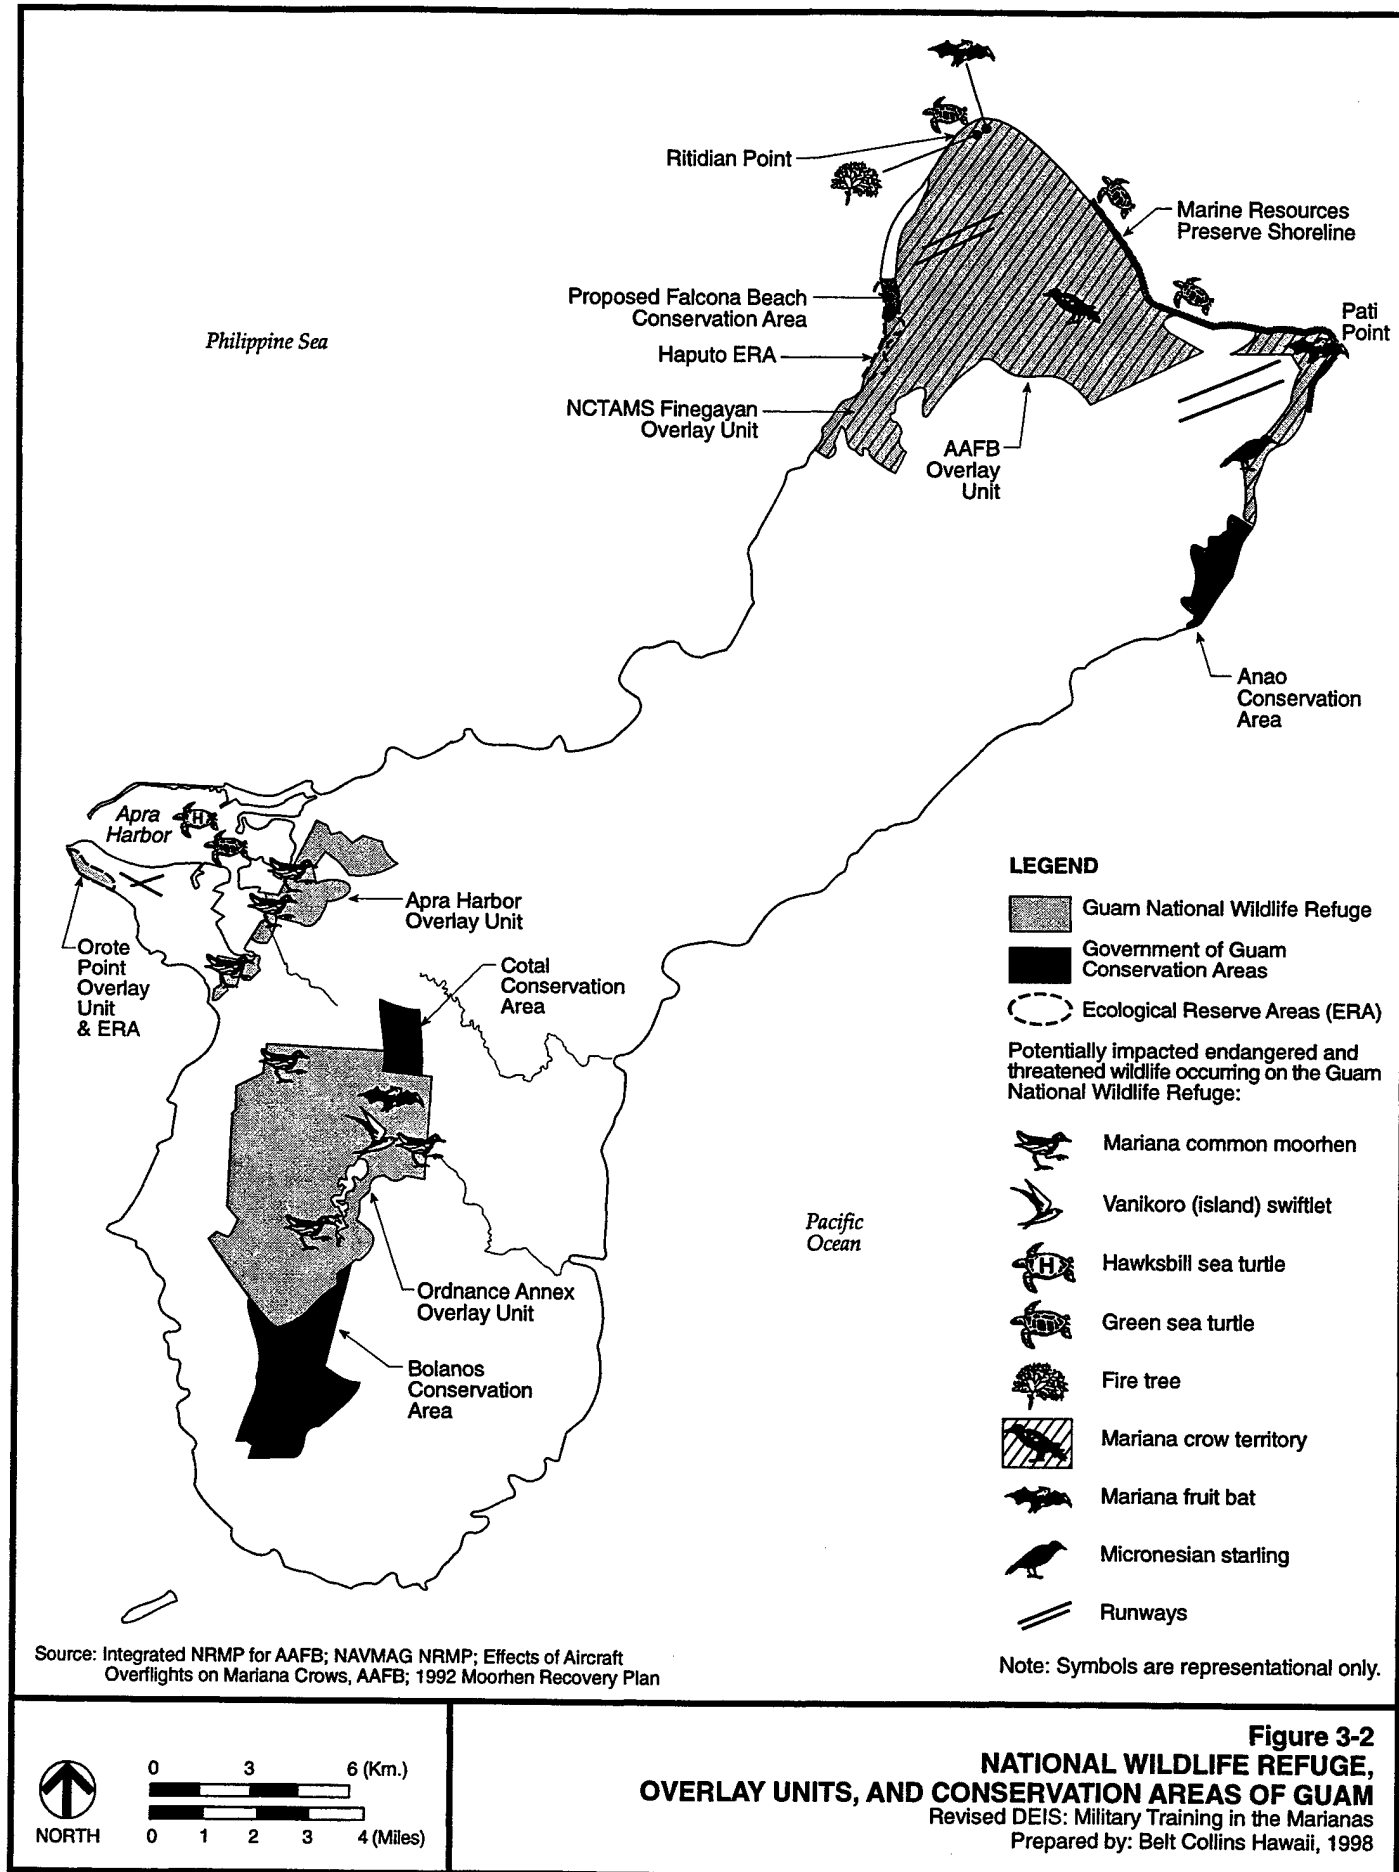 Ritidian Point
Marine Resources
Preserve Shoreline
Proposed Falcona Beach
Conservation Area
Pati
Point
Philippine Sea
Haputo ERA
NCTAMS Finegayan
Overlay Unit
AAFB
Overlay
Unit
Anao
Conservation
Area
Apra
Harbor
H
Apra Harbor
Overlay Unit
Orote
Point
Overlay
Unit
& ERA
Cotal
Conservation
Area
Pacific
Ocean
Ordnance Annex
Overlay Unit
Bolanos
Conservation
Area
LEGEND
Guam National Wildlife Refuge
Government of Guam
Conservation Areas
Ecological Reserve Areas (ERA)
Potentially impacted endangered and
threatened wildlife occurring on the Guam
National Wildlife Refuge:
Mariana common moorhen
Vanikoro (island) swiftlet
H
Hawksbill sea turtle
Green sea turtle
Fire tree
Mariana crow territory
Mariana fruit bat
Micronesian starling
Runways
Source: Integrated NRMP for AAFB; NAVMAG NRMP; Effects of Aircraft
Overflights on Mariana Crows, AAFB; 1992 Moorhen Recovery Plan
Note: Symbols are representational only.
NORTH
0 3 6 (Km.)
0 1 2 3 4 (Miles)
Figure 3-2
NATIONAL WILDLIFE REFUGE,
OVERLAY UNITS, AND CONSERVATION AREAS OF GUAM
Revised DEIS: Military Training in the Marianas
Prepared by: Belt Collins Hawaii, 1998